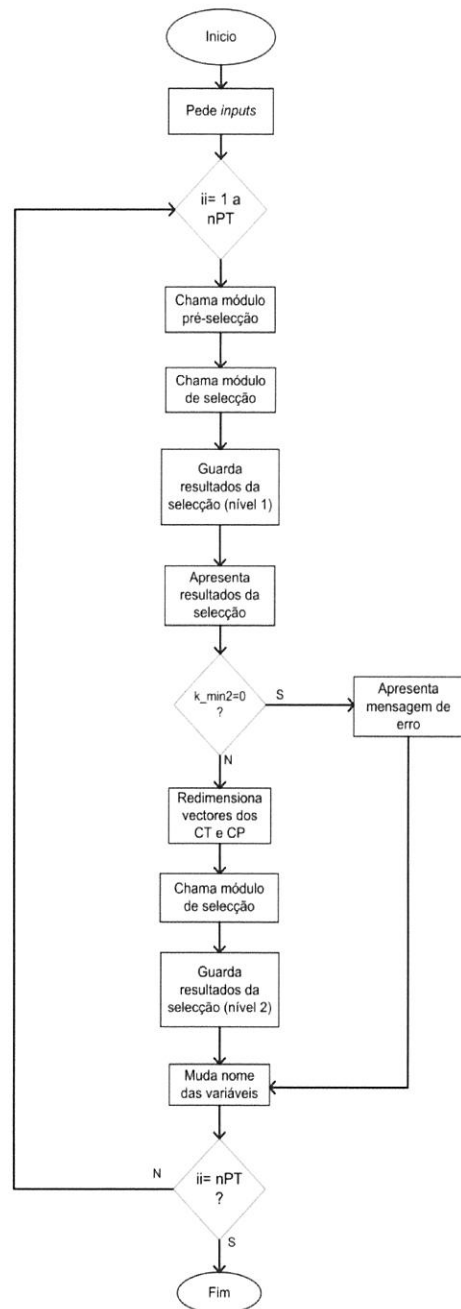 Inicio
Pede inputs
ii= 1 a
nPT
Chama módulo
pré-selecção
Chama módulo
de selecção
Guarda
resultados da
selecção (nível 1)
Apresenta
resultados da
selecção
k_min2=0
?
S
Apresenta
mensagem de
erro
N
Redimensiona
vectores dos
CT e CP
Chama módulo
de selecção
Guarda
resultados da
selecção (nível 2)
Muda nome
das variáveis
N
ii= nPT
?
S
Fim